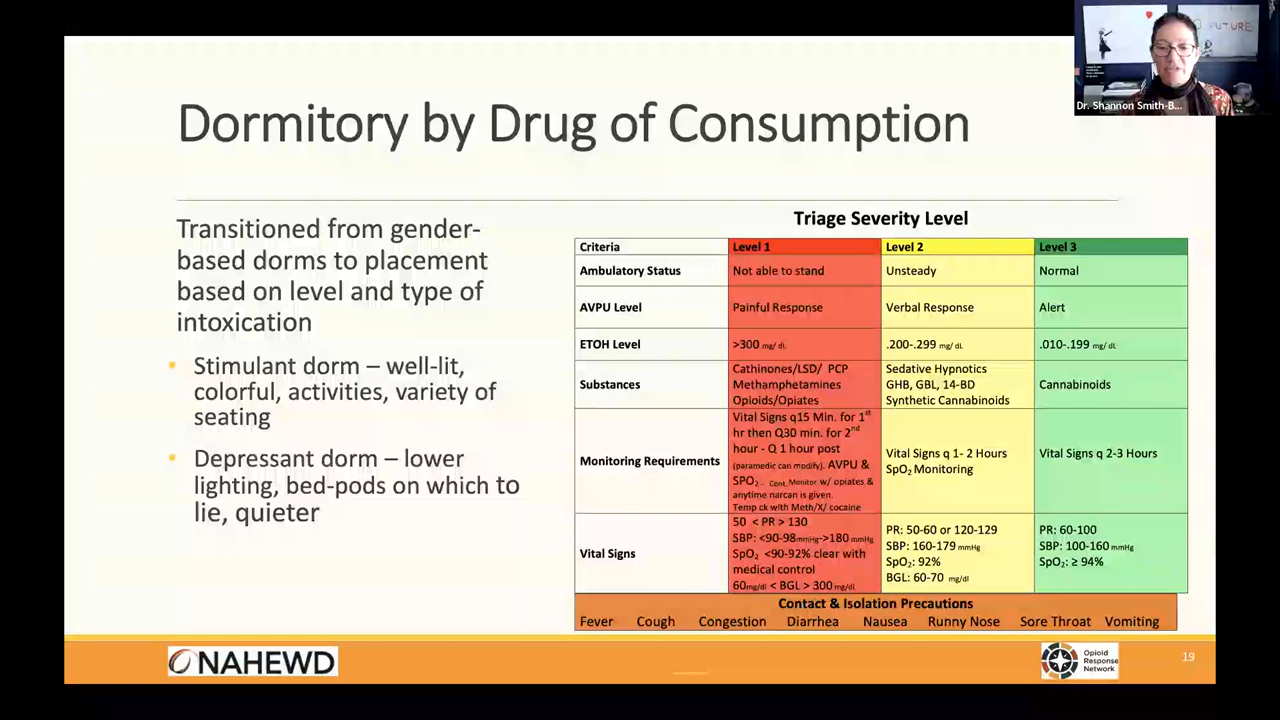 FUTURE
Dr. Shannon Smith-B...
Dormitory by Drug of Consumption
Transitioned from gender-
based dorms to placement
based on level and type of
intoxication
▪ Stimulant dorm – well-lit,
colorful, activities, variety of
seating
▪ Depressant dorm – lower
lighting, bed-pods on which to
lie, quieter
Triage Severity Level
Criteria Level 1 Level 2 Level 3
Ambulatory Status Not able to stand Unsteady Normal
AVPU Level Painful Response Verbal Response Alert
ETOH Level >300 mg/ dL .200-.299 mg/ dL .010-.199 mg/ dL
Substances
Cathinones/LSD/ PCP
Methamphetamines
Opioids/Opiates
Sedative Hypnotics
GHB, GBL, 14-BD
Synthetic Cannabinoids
Cannabinoids
Monitoring Requirements
Vital Signs q15 Min. for 1st
hr then Q30 min. for 2nd
hour - Q 1 hour post
(paramedic can modify). AVPU &
SPO2 - Cont. Monitor w/ opiates &
anytime narcan is given.
Temp ck with Meth/X/ cocaine
Vital Signs q 1- 2 Hours
SpO2 Monitoring
Vital Signs q 2-3 Hours
Vital Signs
50 < PR > 130
SBP: <90-98mmHg->180 mmHg
SpO2 <90-92% clear with
medical control
60mg/dl < BGL > 300 mg/dL
PR: 50-60 or 120-129
SBP: 160-179 mmHg
SpO2: 92%
BGL: 60-70 mg/dl
PR: 60-100
SBP: 100-160 mmHg
SpO2: ≥ 94%
Contact & Isolation Precautions
Fever Cough Congestion Diarrhea Nausea Runny Nose Sore Throat Vomiting
NAHEWD
Opioid
Response
Network
19